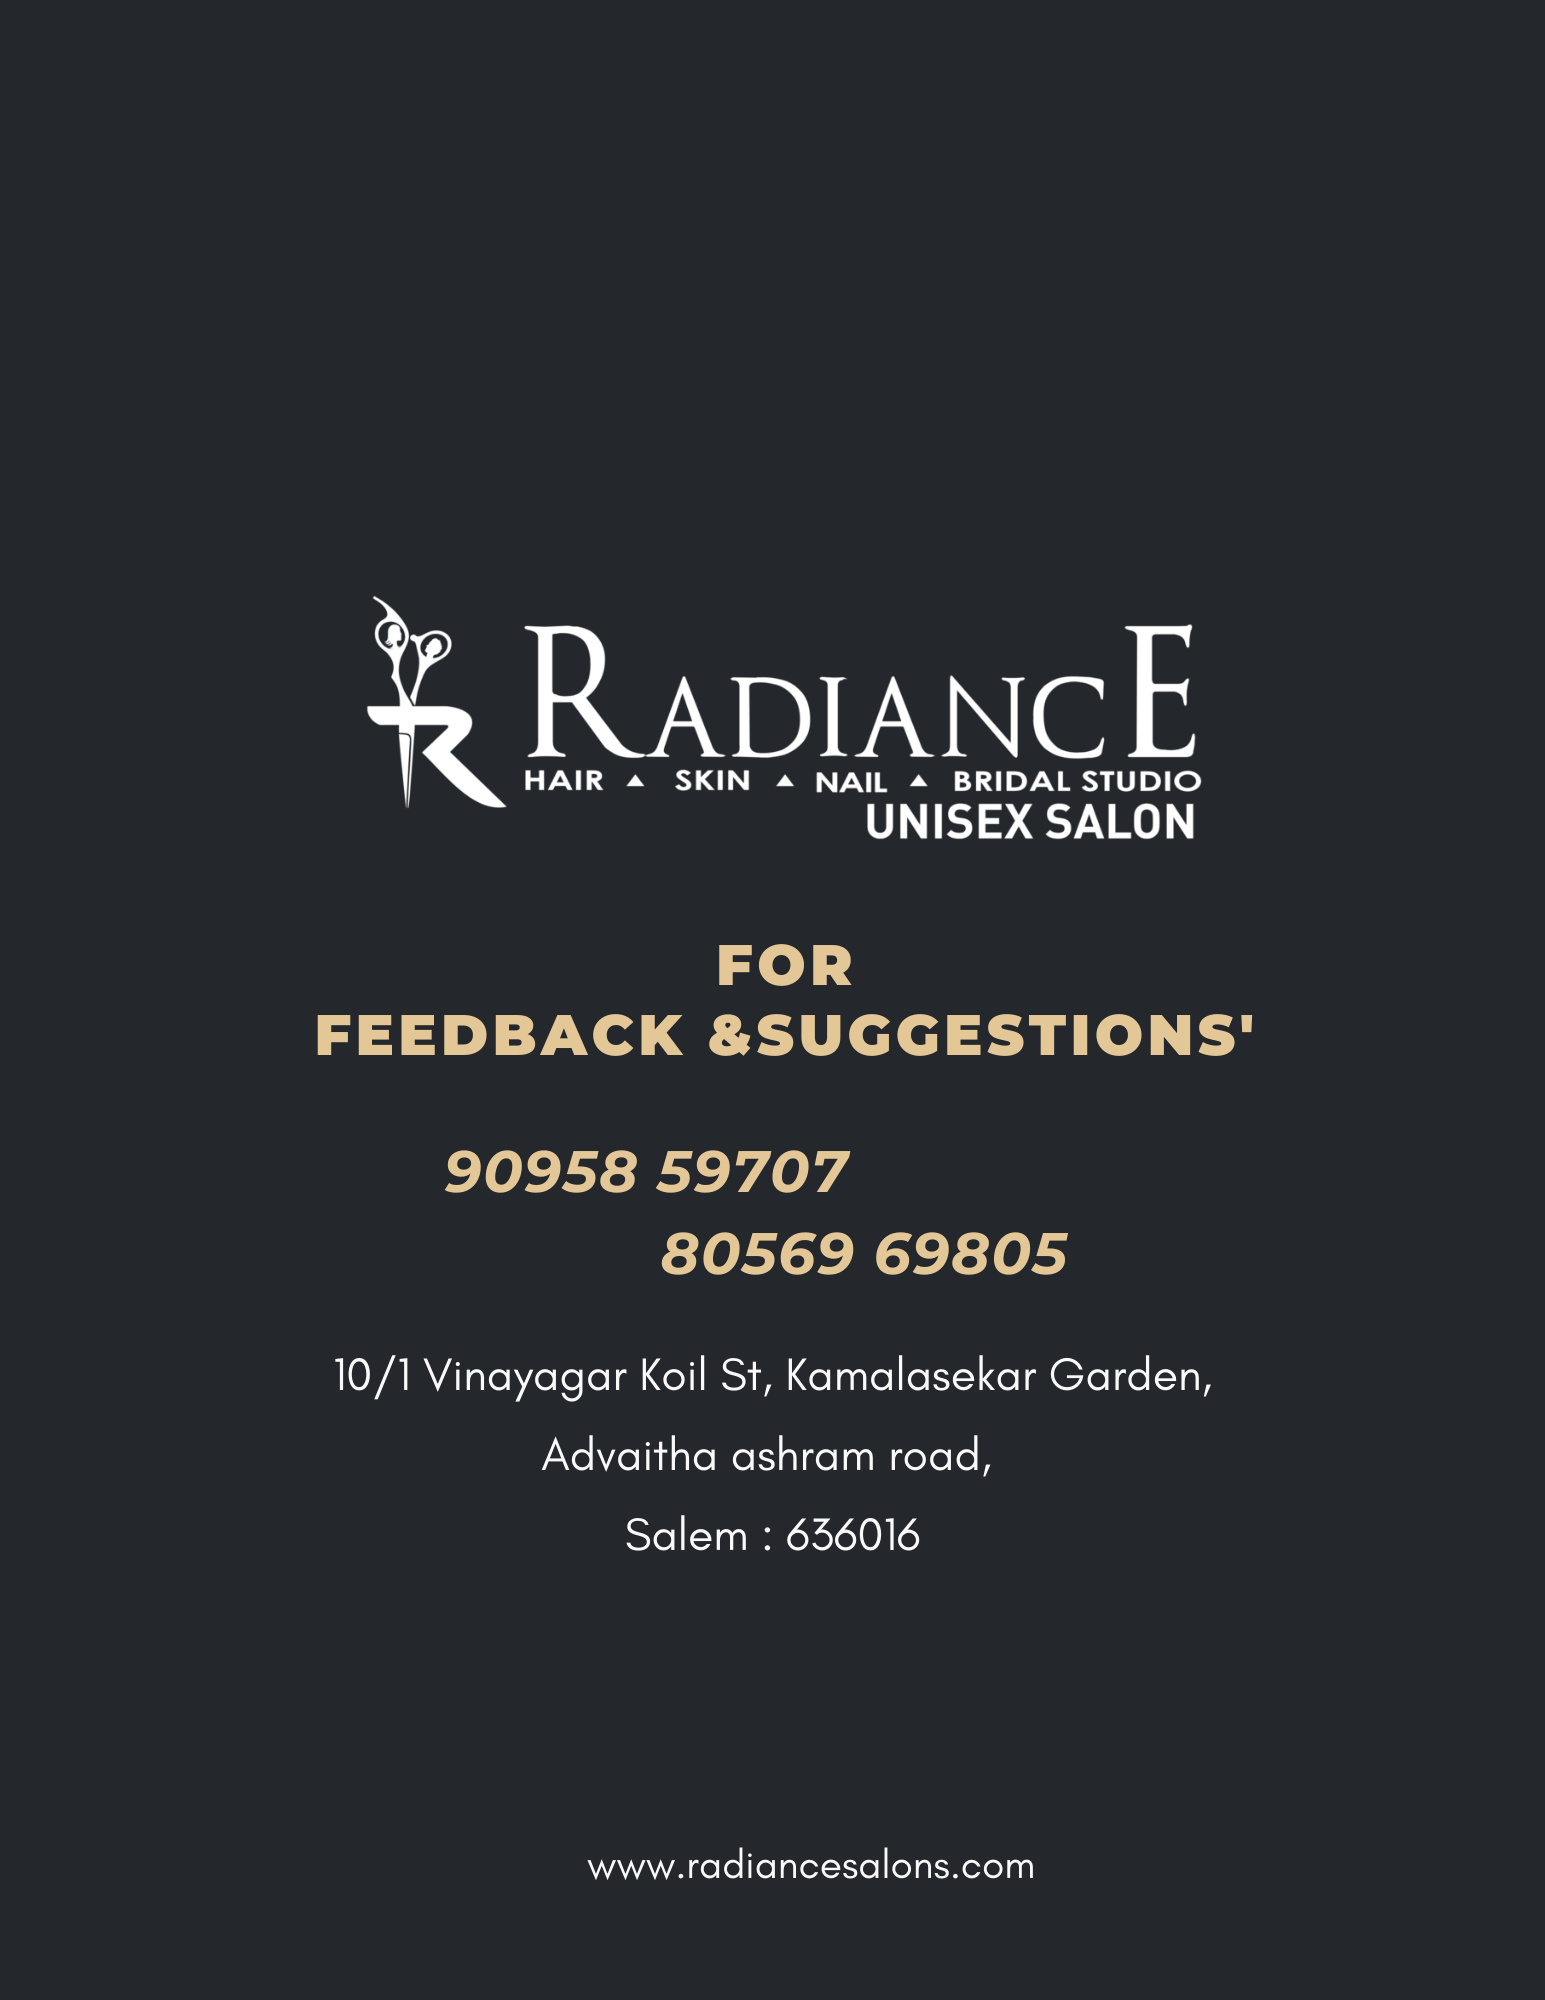 RADIANCE
HAIR ▲ SKIN ▲ NAIL ▲ BRIDAL STUDIO
UNISEX SALON
FOR
FEEDBACK &SUGGESTIONS'
90958 59707
80569 69805
10/1 Vinayagar Koil St, Kamalasekar Garden,
Advaitha ashram road,
Salem : 636016
www.radiancesalons.com